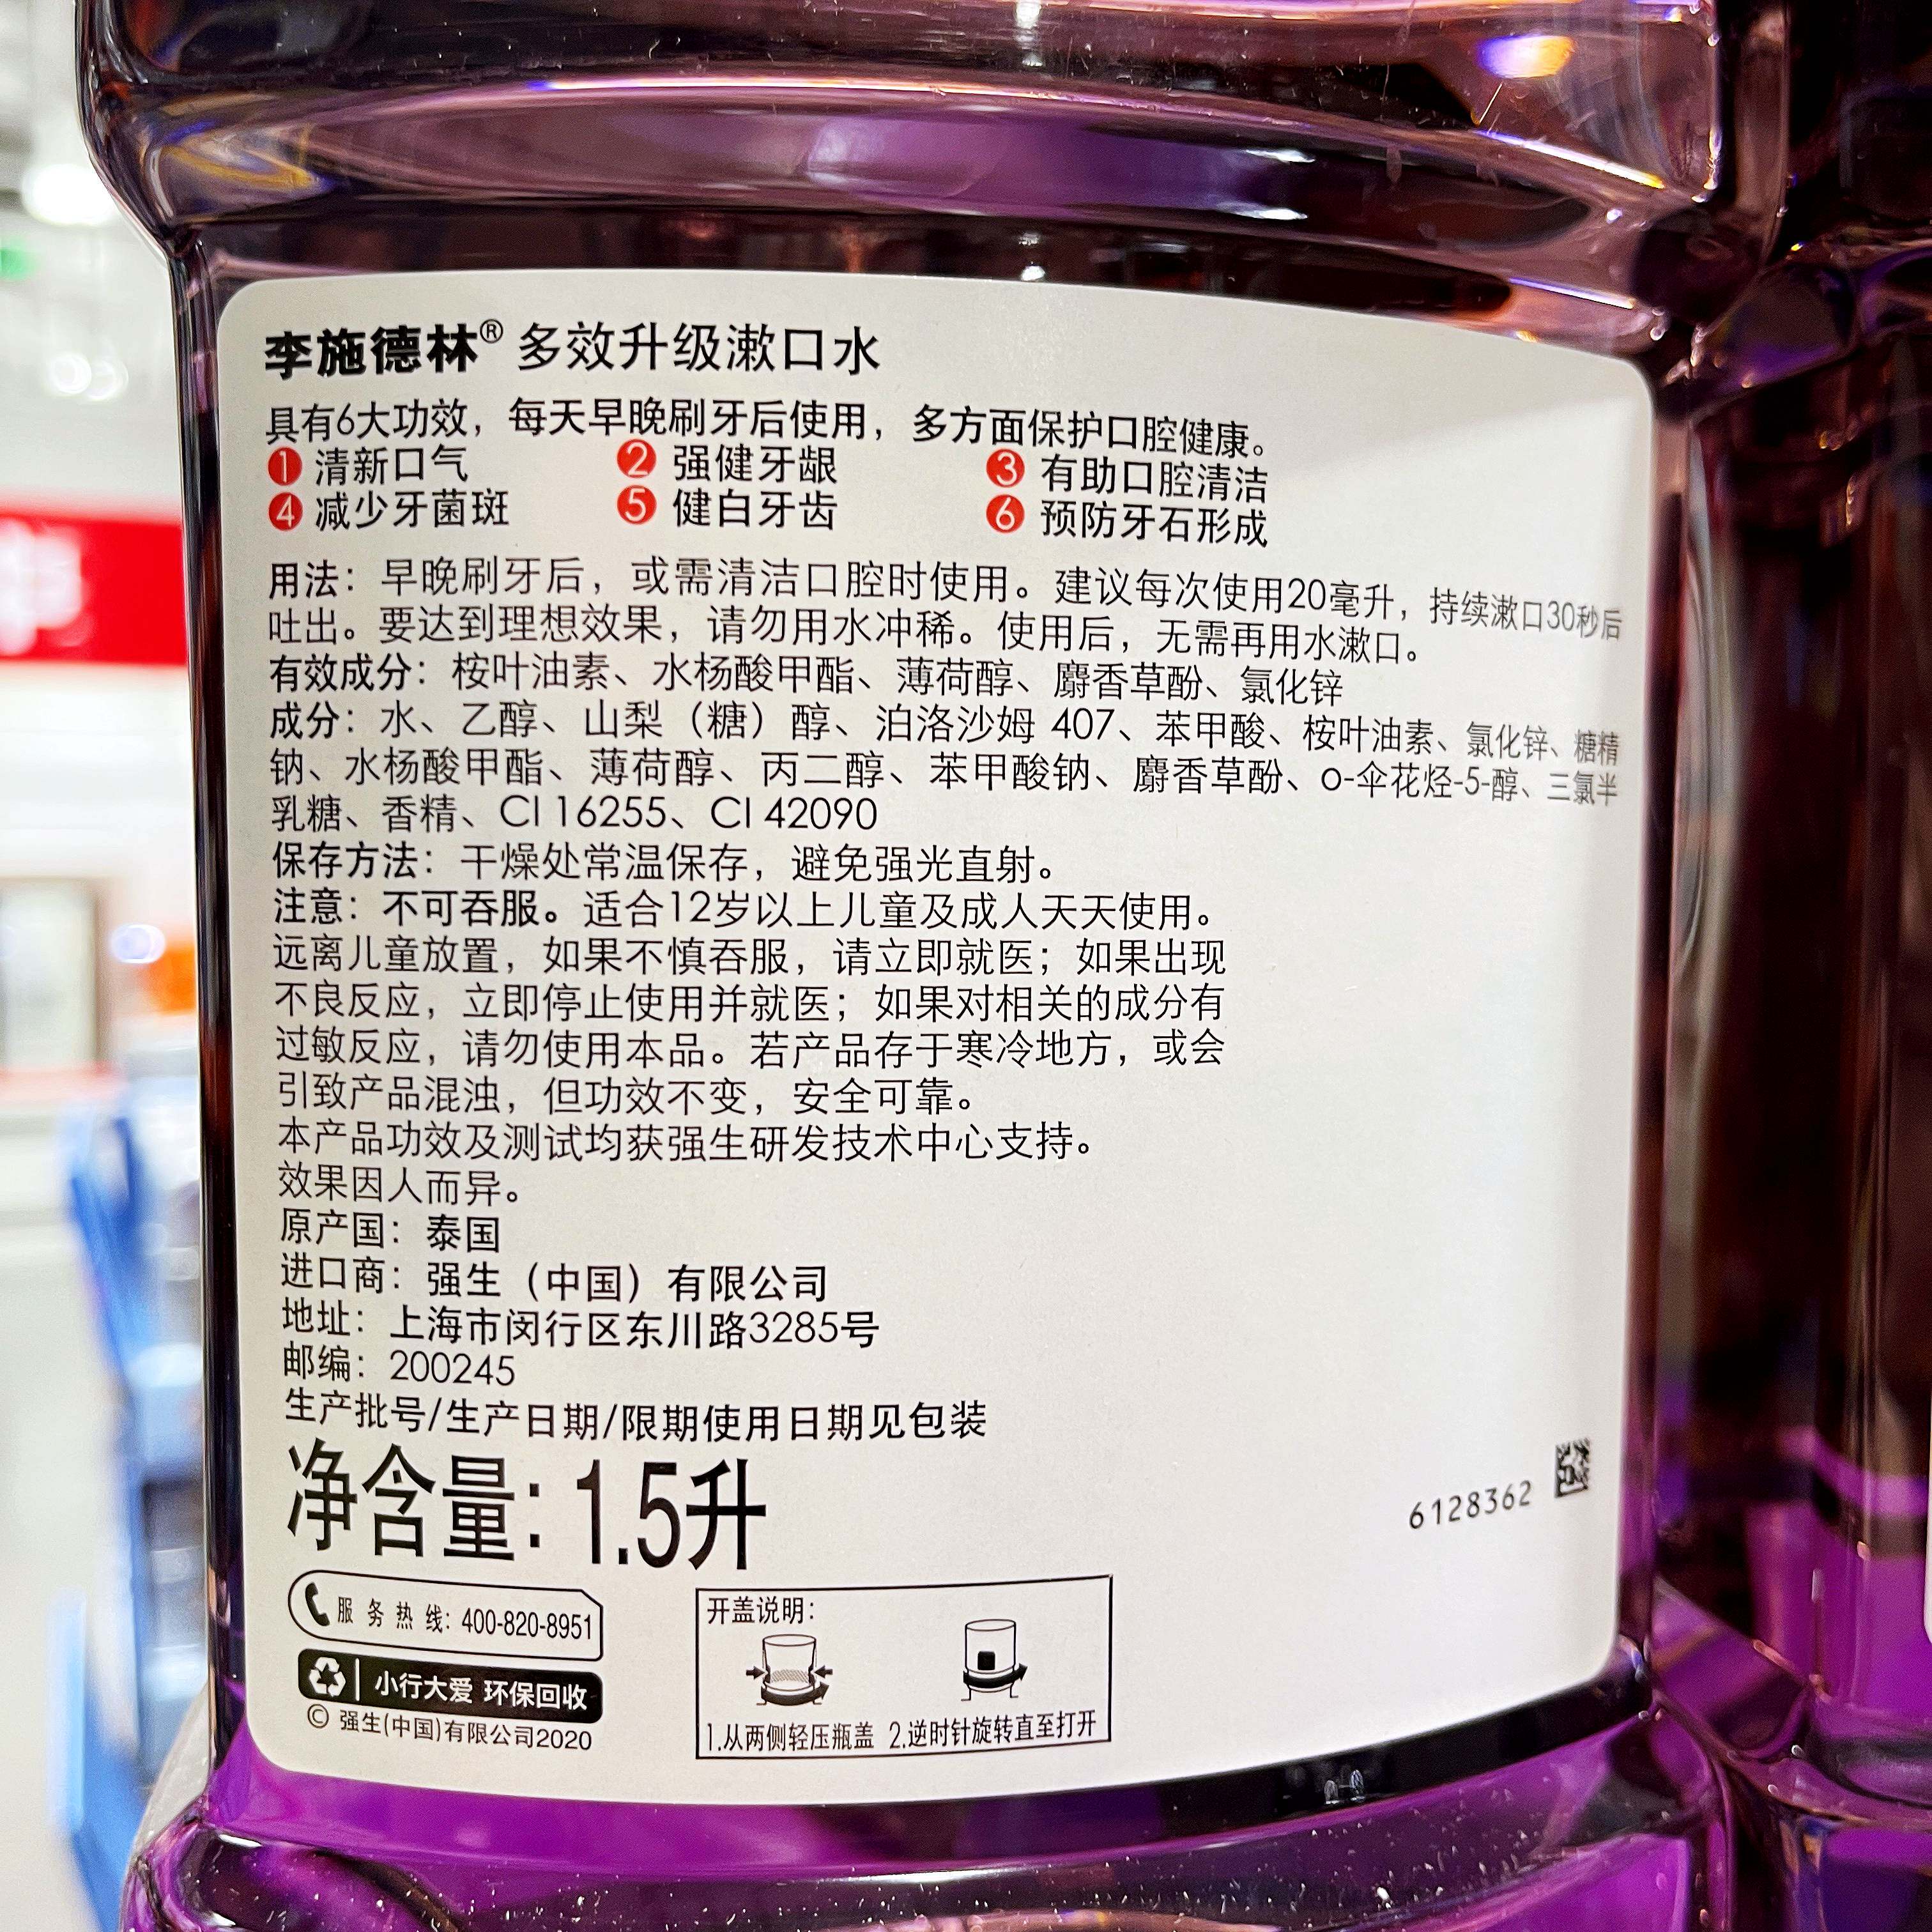 李施德林® 多效升级漱口水
具有6大功效，每天早晚刷牙后使用，多方面保护口腔健康。
1 清新口气 2 强健牙龈 3 有助口腔清洁
4 减少牙菌斑 5 健白牙齿 6 预防牙石形成
用法：早晚刷牙后，或需清洁口腔时使用。建议每次使用20毫升，持续漱口30秒后
吐出。要达到理想效果，请勿用水冲稀。使用后，无需再用水漱口。
有效成分：桉叶油素、水杨酸甲酯、薄荷醇、麝香草酚、氯化锌
成分：水、乙醇、山梨（糖）醇、泊洛沙姆 407、苯甲酸、桉叶油素、氯化锌、糖精
钠、水杨酸甲酯、薄荷醇、丙二醇、苯甲酸钠、麝香草酚、o-伞花烃-5-醇、三氯半
乳糖、香精、CI 16255、CI 42090
保存方法：干燥处常温保存，避免强光直射。
注意：不可吞服。适合12岁以上儿童及成人天天使用。
远离儿童放置，如果不慎吞服，请立即就医；如果出现
不良反应，立即停止使用并就医；如果对相关的成分有
过敏反应，请勿使用本品。若产品存于寒冷地方，或会
引致产品混浊，但功效不变，安全可靠。
本产品功效及测试均获强生研发技术中心支持。
效果因人而异。
原产国：泰国
进口商：强生（中国）有限公司
地址：上海市闵行区东川路3285号
邮编：200245
生产批号/生产日期/限期使用日期见包装
净含量：1.5升
6128362
服务热线：400-820-8951
小行大爱 环保回收
© 强生(中国)有限公司2020
开盖说明：
1.从两侧轻压瓶盖 2.逆时针旋转直至打开